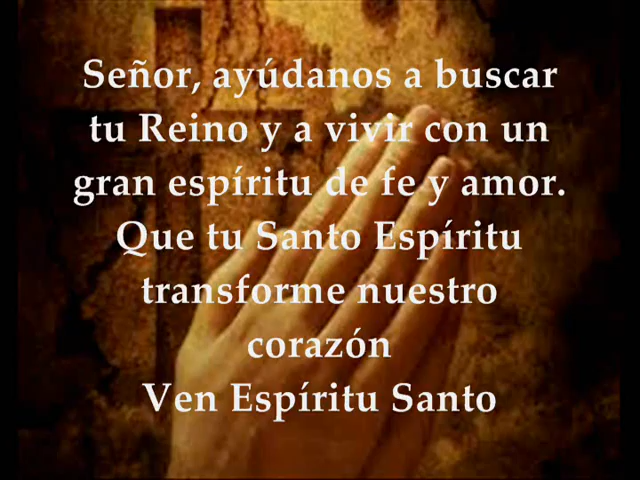 Señor, ayúdanos a buscar
tu Reino y a vivir con un
gran espíritu de fe y amor.
Que tu Santo Espíritu
transforme nuestro
corazón
Ven Espíritu Santo